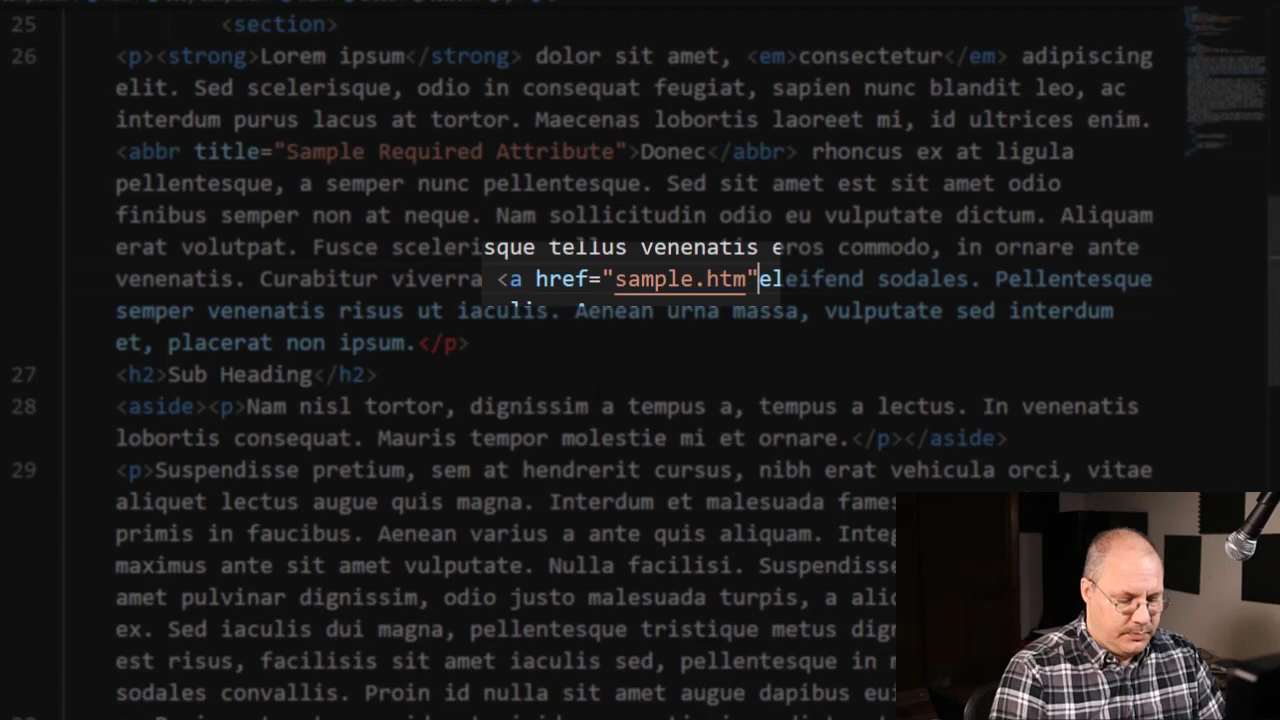 25 <section>
26 <p><strong>Lorem ipsum</strong> dolor sit amet, <em>consectetur</em> adipiscing
elit. Sed scelerisque, odio in consequat feugiat, sapien nunc blandit leo, ac
interdum purus lacus at tortor. Maecenas lobortis laoreet mi, id ultrices enim.
<abbr title="Sample Required Attribute">Donec</abbr> rhoncus ex at ligula
pellentesque, a semper nunc pellentesque. Sed sit amet est sit amet odio
finibus semper non at neque. Nam sollicitudin odio eu vulputate dictum. Aliquam
erat volutpat. Fusce scelerisque tellus venenatis eros commodo, in ornare ante
venenatis. Curabitur viverra <a href="sample.htm"eleifend sodales. Pellentesque
semper venenatis risus ut iaculis. Aenean urna massa, vulputate sed interdum
et, placerat non ipsum.</p>
27 <h2>Sub Heading</h2>
28 <aside><p>Nam nisl tortor, dignissim a tempus a, tempus a lectus. In venenatis
lobortis consequat. Mauris tempor molestie mi et ornare.</p></aside>
29 <p>Suspendisse pretium, sem at hendrerit cursus, nibh erat vehicula orci, vitae
aliquet lectus augue quis magna. Interdum et malesuada fames
primis in faucibus. Aenean varius a ante quis aliquam.
maximus ante sit amet vulputate. Nulla facilisi. Suspendisse
amet pulvinar dignissim, odio justo malesuada turpis, a
ex. Sed iaculis dui magna, pellentesque tristique metus
est risus, facilisis sit amet iaculis sed, pellentesque in
sodales convallis. Proin id nulla sit amet augue dapibus